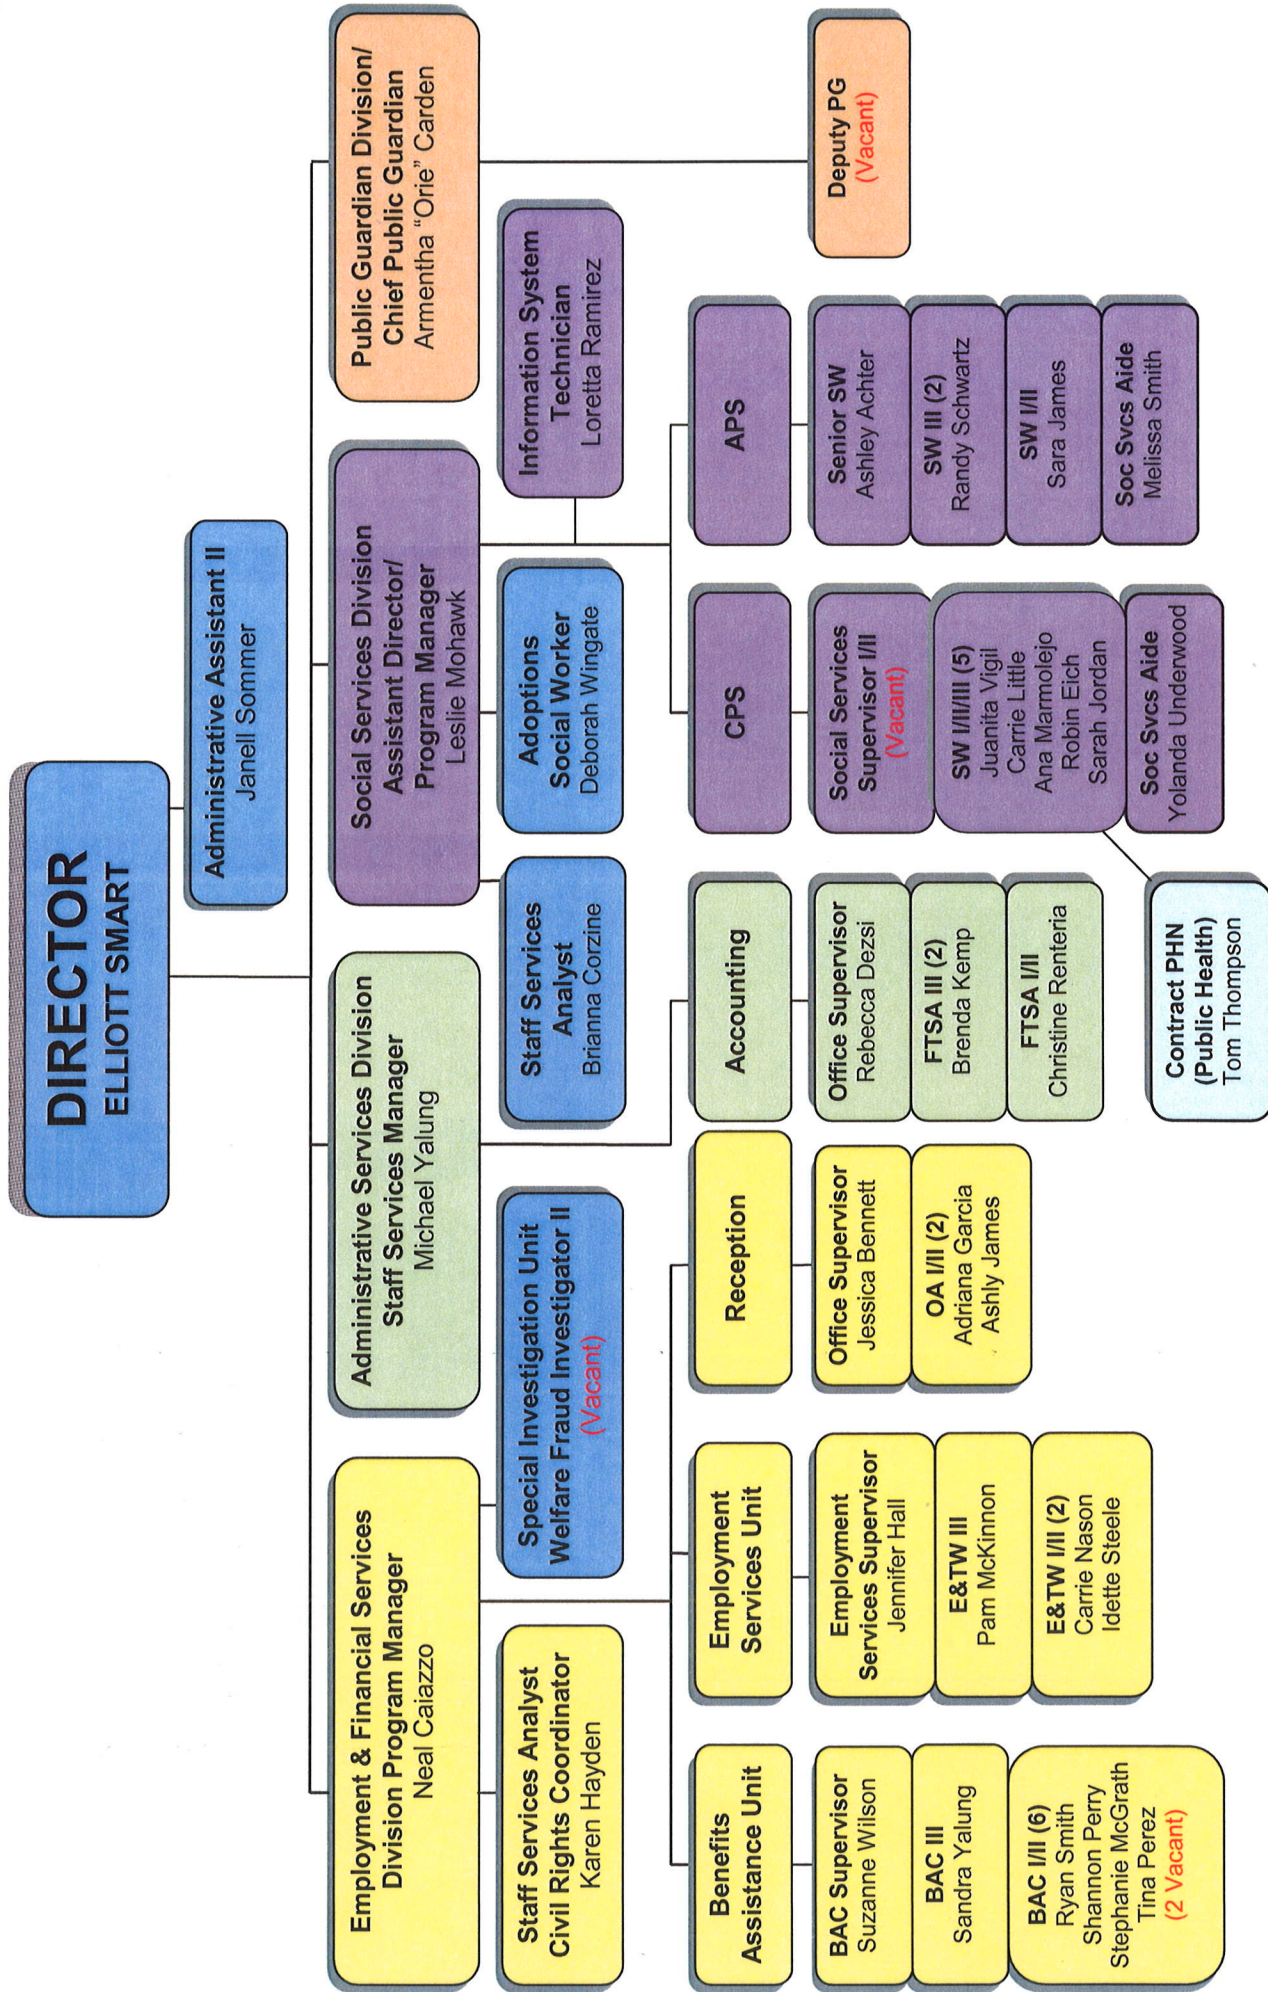 DIRECTOR
ELLIOTT SMART
Administrative Assistant II
Janell Sommer
Employment & Financial Services
Division Program Manager
Neal Caiazzo
Administrative Services Division
Staff Services Manager
Michael Yalung
Social Services Division
Assistant Director/
Program Manager
Leslie Mohawk
Public Guardian Division/
Chief Public Guardian
Armentha “Orie” Carden
Staff Services Analyst
Civil Rights Coordinator
Karen Hayden
Special Investigation Unit
Welfare Fraud Investigator II
(Vacant)
Staff Services
Analyst
Brianna Corzine
Adoptions
Social Worker
Deborah Wingate
Information System
Technician
Loretta Ramirez
Benefits
Assistance Unit
BAC Supervisor
Suzanne Wilson
BAC III
Sandra Yalung
BAC I/II (6)
Ryan Smith
Shannon Perry
Stephanie McGrath
Tina Perez
(2 Vacant)
Employment
Services Unit
Employment
Services Supervisor
Jennifer Hall
E&TW III
Pam McKinnon
E&TW I/II (2)
Carrie Nason
Idette Steele
Reception
Office Supervisor
Jessica Bennett
OA I/II (2)
Adriana Garcia
Ashly James
Accounting
Office Supervisor
Rebecca Dezsi
FTSA III (2)
Brenda Kemp
FTSA I/II
Christine Renteria
CPS
Social Services
Supervisor I/II
(Vacant)
SW I/II/III (5)
Juanita Vigil
Carrie Little
Ana Marmolejo
Robin Eich
Sarah Jordan
Soc Svcs Aide
Yolanda Underwood
Contract PHN
(Public Health)
Tom Thompson
APS
Senior SW
Ashley Achter
SW III (2)
Randy Schwartz
SW I/II
Sara James
Soc Svcs Aide
Melissa Smith
Deputy PG
(Vacant)